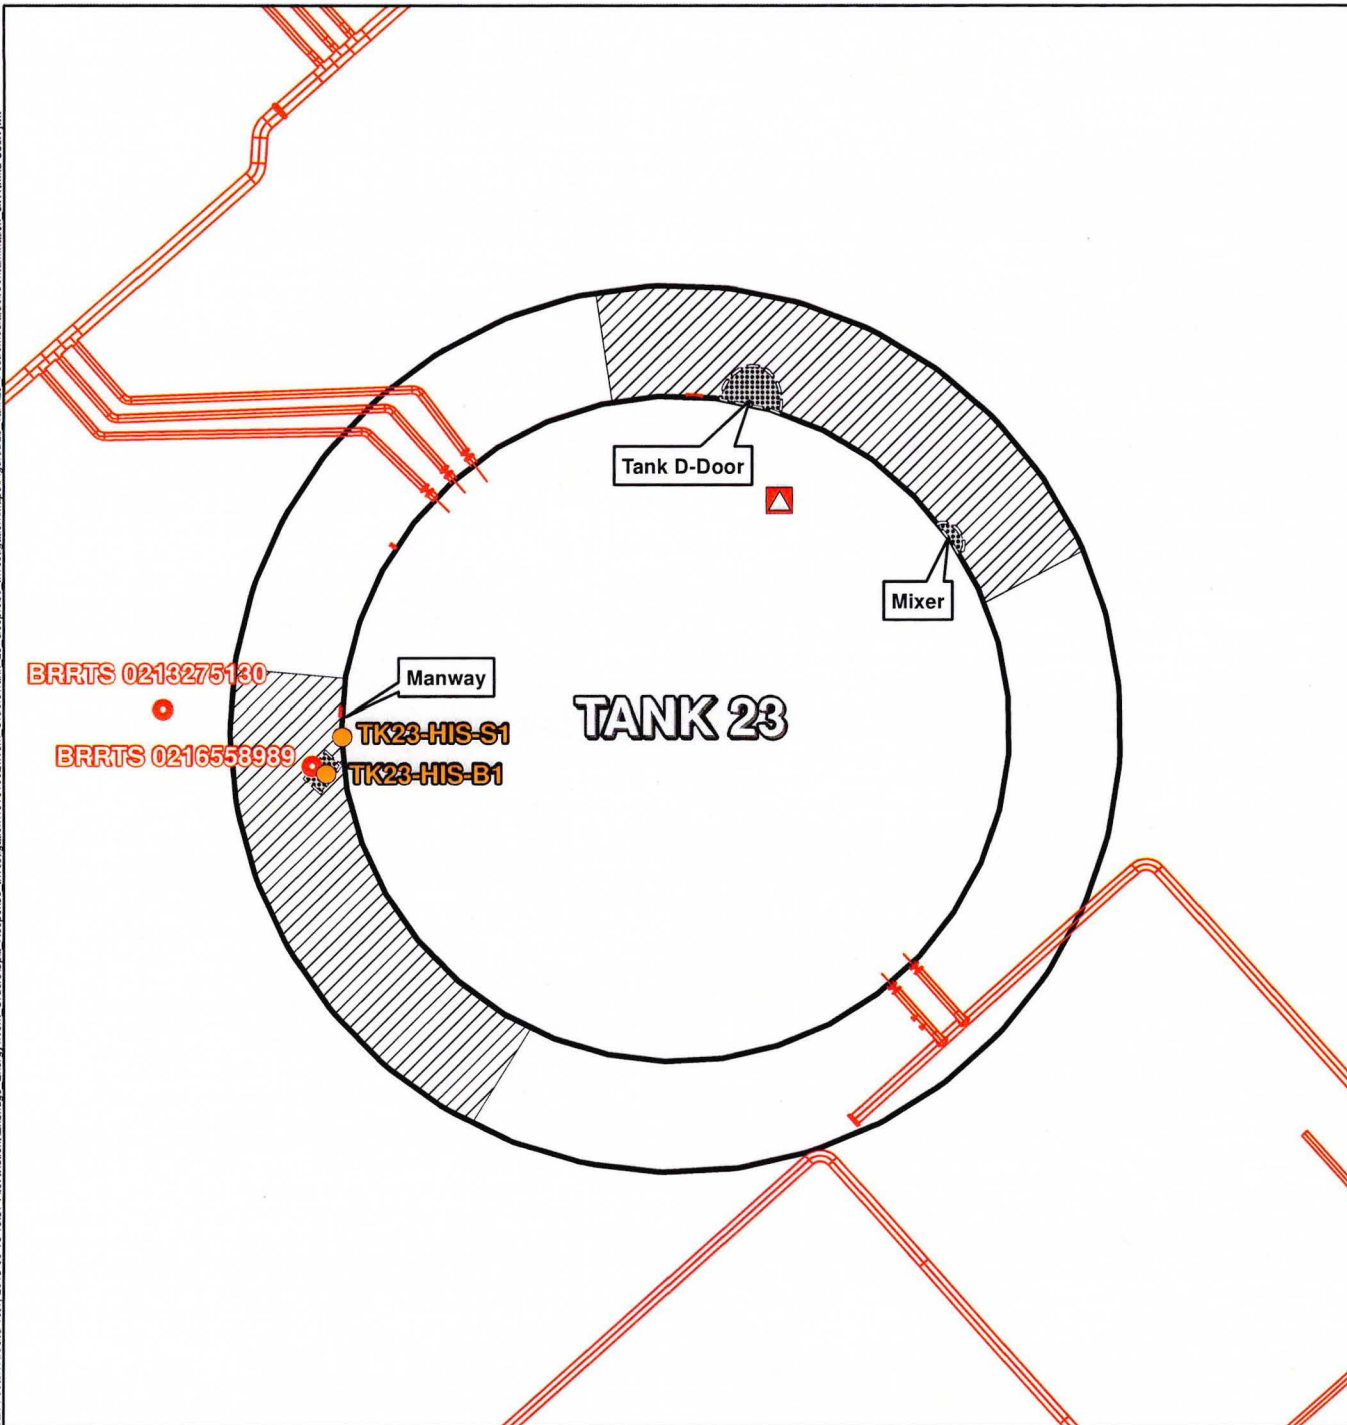 Tank D-Door
Mixer
BRRTS 0213275130
Manway
TANK 23
TK23-HIS-S1
BRRTS 0216558989
TK23-HIS-B1